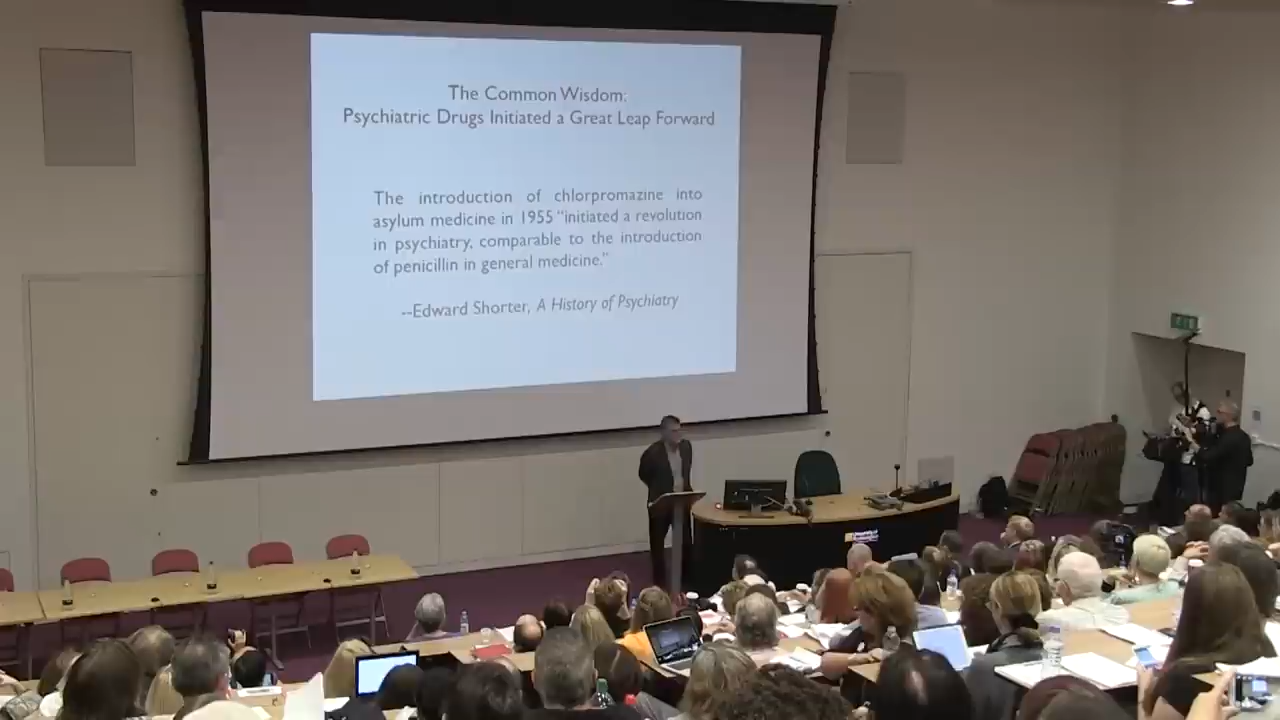 The Common Wisdom:
Psychiatric Drugs Initiated a Great Leap Forward
The introduction of chlorpromazine into
asylum medicine in 1955 "initiated a revolution
in psychiatry, comparable to the introduction
of penicillin in general medicine."
--Edward Shorter, A History of Psychiatry